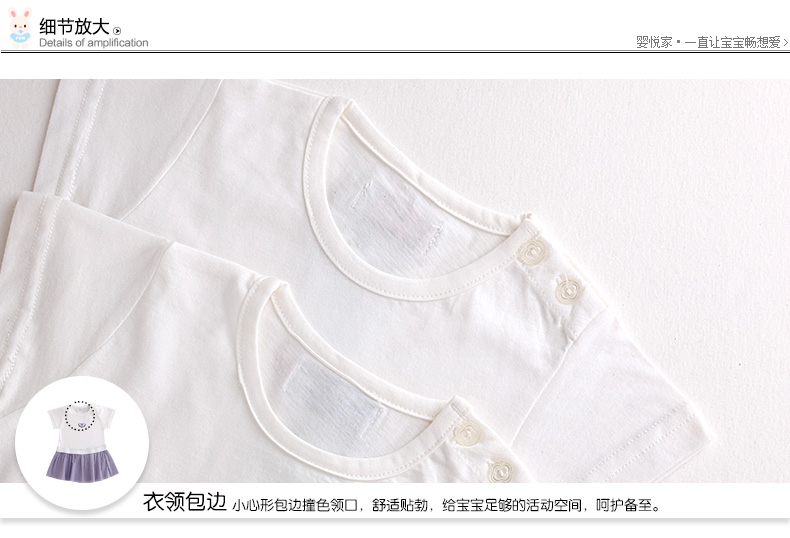 细节放大
Details of amplification
婴悦家·一直让宝宝畅想爱
衣领包边 小心形包边撞色领口，舒适贴勃，给宝宝足够的活动空间，呵护备至。